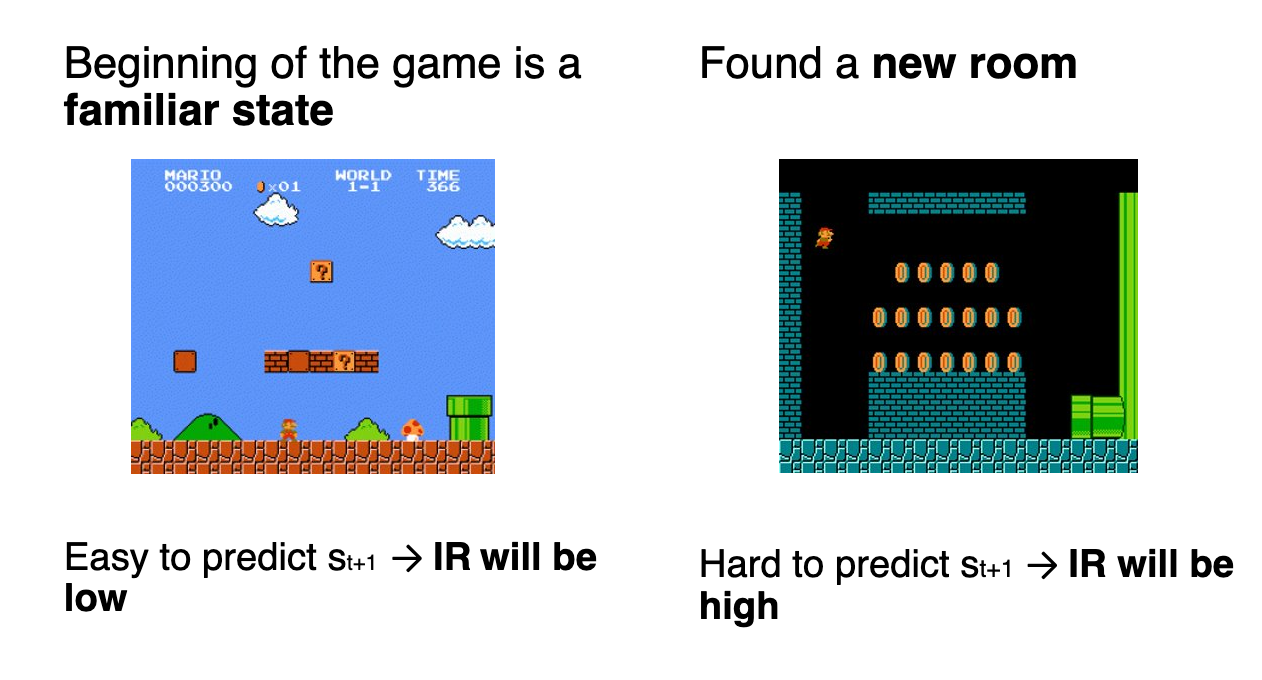 Beginning of the game is a
familiar state
Found a new room
MARIO WORLD TIME
000300 x01 1-1 366
?
?
Easy to predict st+1 → IR will be
low
Hard to predict st+1 → IR will be
high